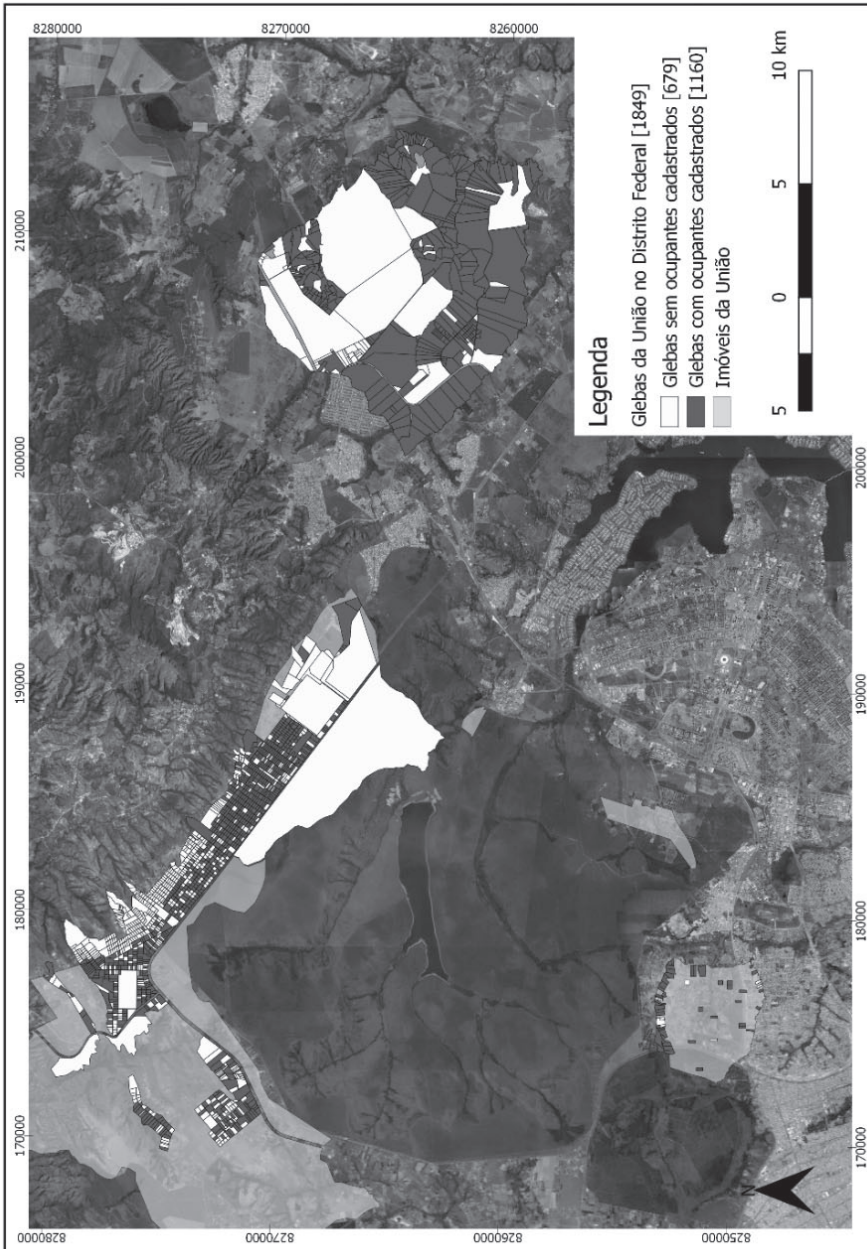 8280000
8270000
8260000
210000
200000
190000
180000
170000
200000
190000
180000
170000
8280000
8270000
8260000
8250000
Legenda
Glebas da União no Distrito Federal [1849]
Glebas sem ocupantes cadastrados [679]
Glebas com ocupantes cadastrados [1160]
Imóveis da União
5 0 5 10 km
N